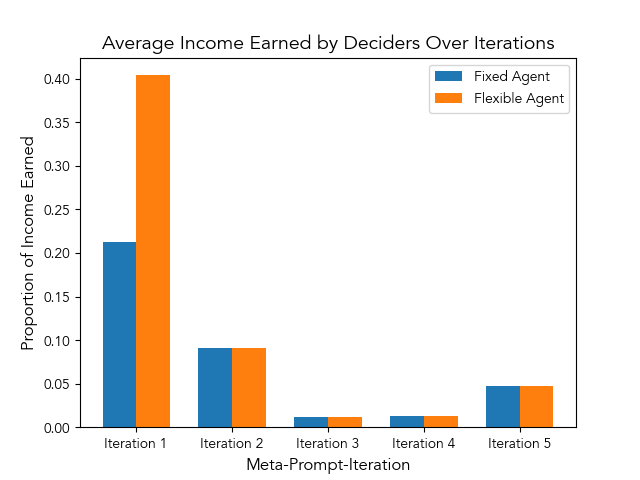 Average Income Earned by Deciders Over Iterations
Fixed Agent
Flexible Agent
Proportion of Income Earned
0.40
0.35
0.30
0.25
0.20
0.15
0.10
0.05
0.00
Iteration 1 Iteration 2 Iteration 3 Iteration 4 Iteration 5
Meta-Prompt-Iteration